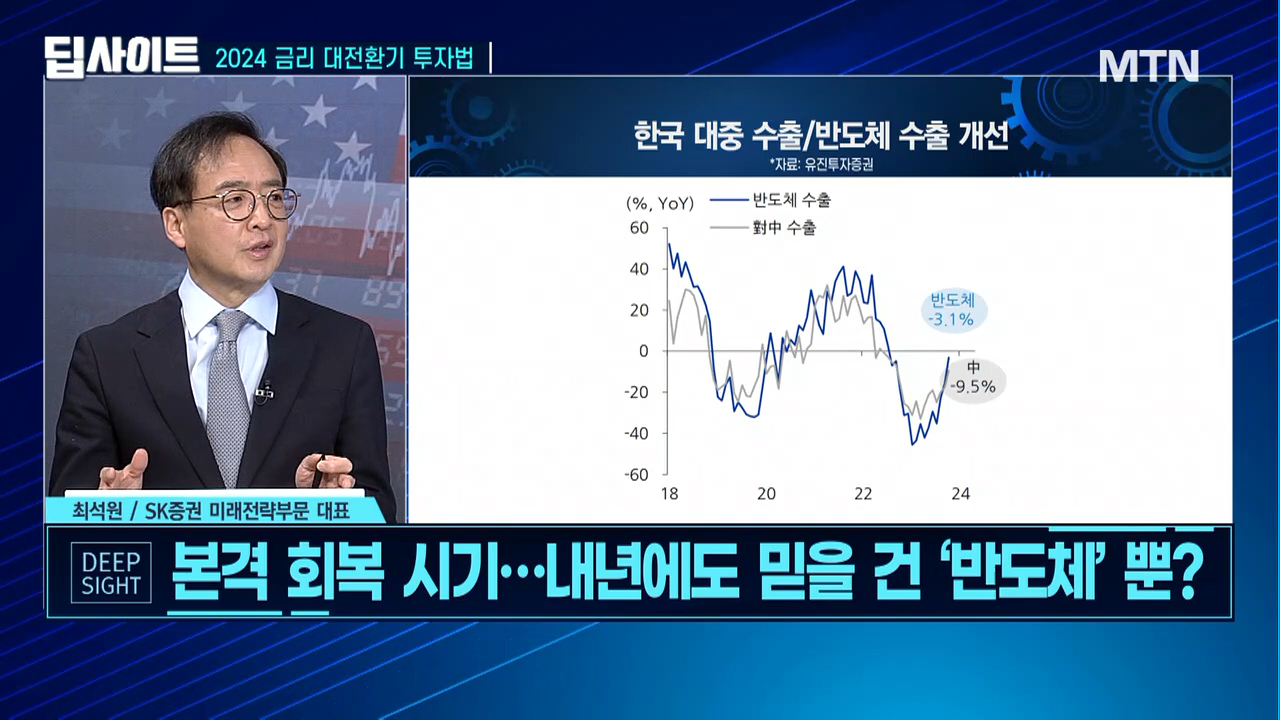 딥사이트 2024 금리 대전환기 투자법
MTN
한국 대중 수출/반도체 수출 개선
*자료: 유진투자증권
(%, YoY)
반도체 수출
對中 수출
60
40
20
0
-20
-40
-60
18
20
22
24
반도체
-3.1%
中
-9.5%
최석원 / SK증권 미래전략부문 대표
DEEP
SIGHT
본격 회복 시기…내년에도 믿을 건 ‘반도체’ 뿐?